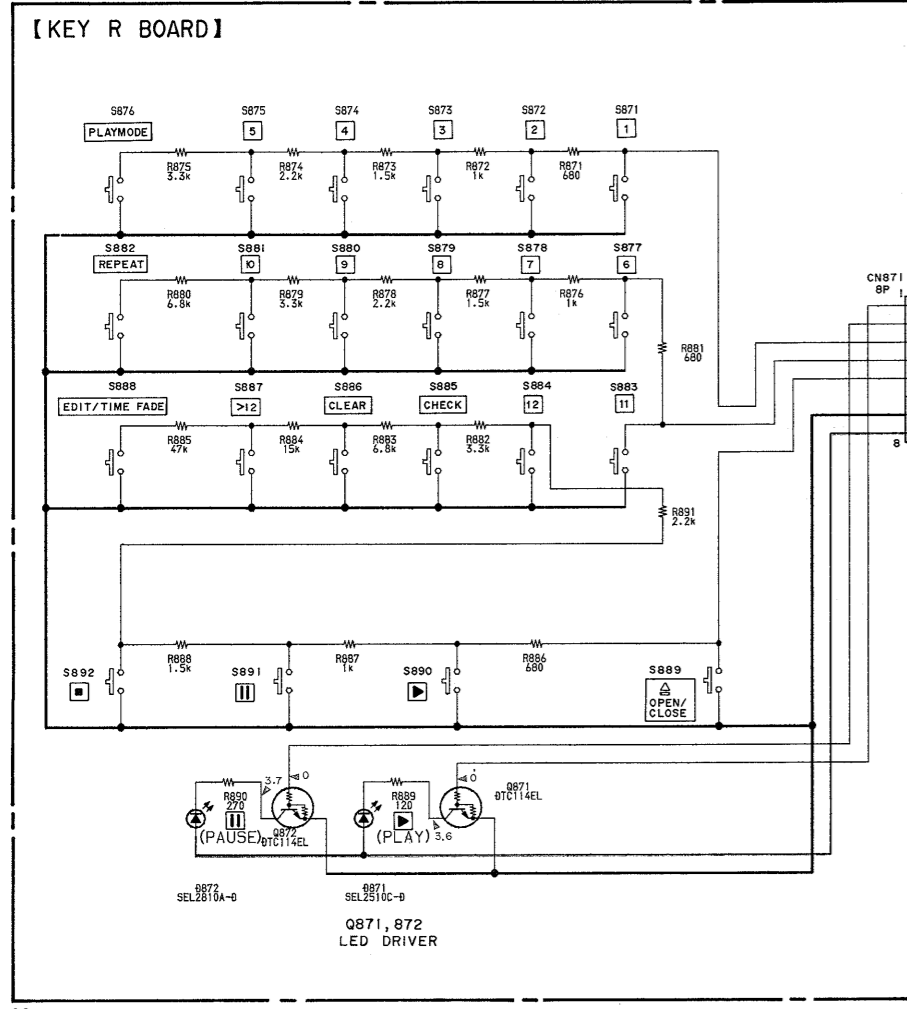 【KEY R BOARD】
S876 S875 S874 S873 S872 S871
PLAYMODE 5 4 3 2 1
R875 R874 R873 R872 R871
3.3k 2.2k 1.5k 1k 680
S882 S881 S880 S879 S878 S877
REPEAT 10 9 8 7 6
CN871
8P 1
R880 R879 R878 R877 R876
6.8k 3.3k 2.2k 1.5k 1k
R881
680
S888 S887 S886 S885 S884 S883
EDIT/TIME FADE >12 CLEAR CHECK 12 11
8
R885 R884 R883 R882
47k 15k 6.8k 3.3k
R891
2.2k
R888 R887 R886
1.5k 1k 680
S892 S891 S890 S889
OPEN/
CLOSE
3.7 0 0
R890 R889 Q871
270 120 DTC114EL
(PAUSE) Q872 (PLAY) 3.6
DTC114EL
D872 D871
SEL2810A-D SEL2510C-D
Q871,872
LED DRIVER